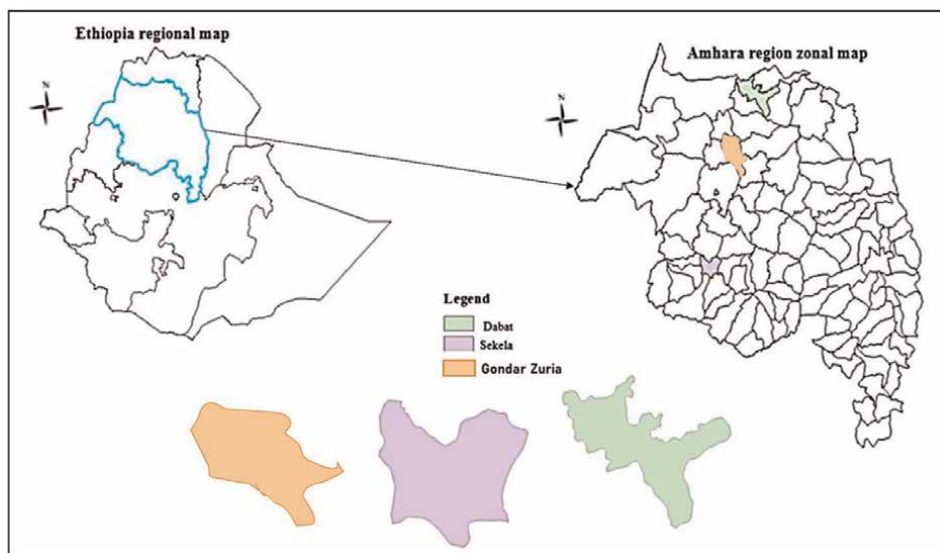 Ethiopia regional map
Amhara region zonal map
N
N
Legend
Dabat
Sekela
Gondar Zuria